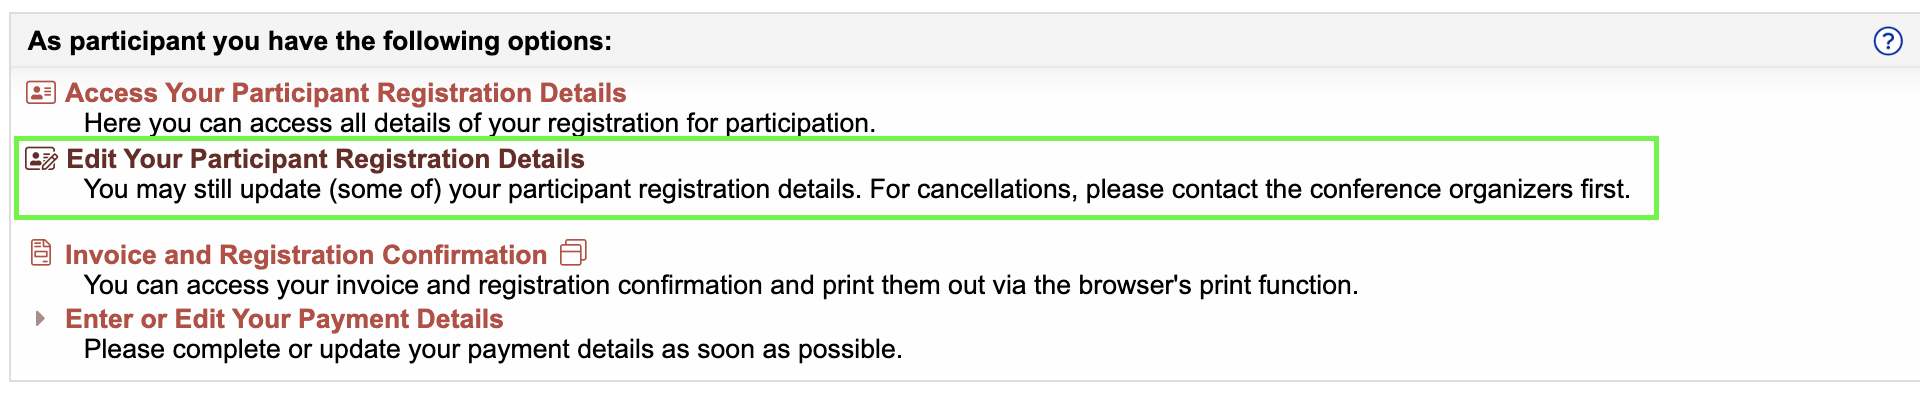 As participant you have the following options:
?
Access Your Participant Registration Details
Here you can access all details of your registration for participation.
Edit Your Participant Registration Details
You may still update (some of) your participant registration details. For cancellations, please contact the conference organizers first.
Invoice and Registration Confirmation
You can access your invoice and registration confirmation and print them out via the browser's print function.
Enter or Edit Your Payment Details
Please complete or update your payment details as soon as possible.